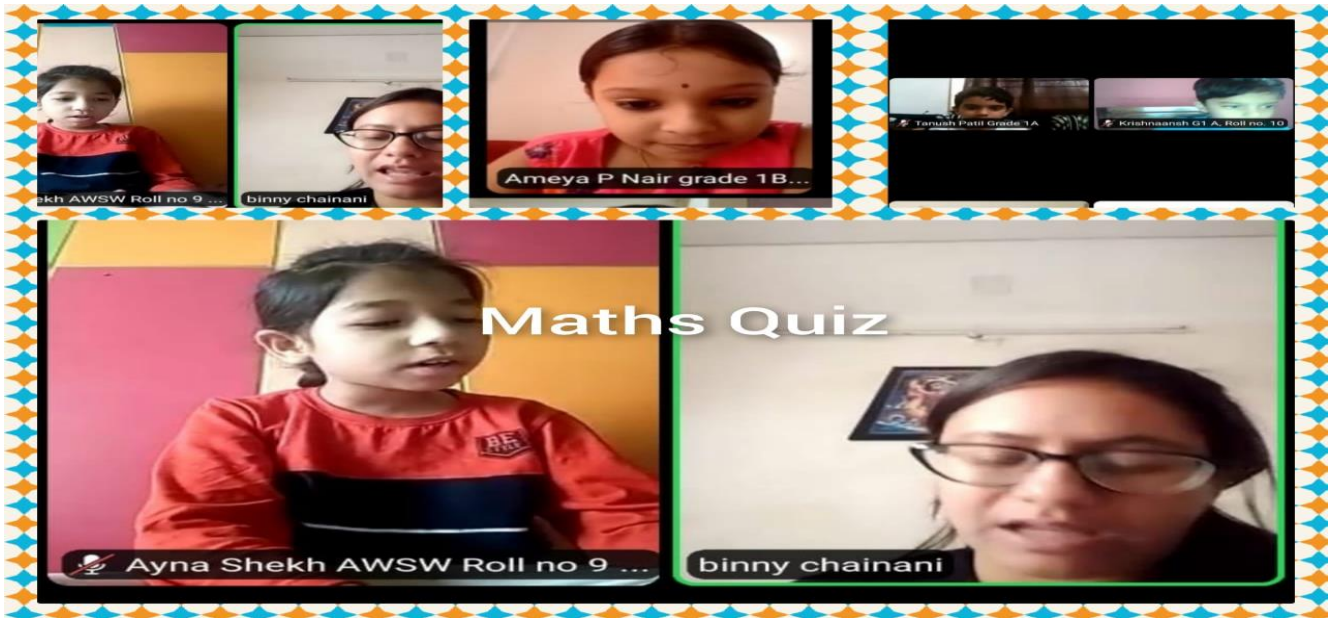 ekh AWSW Roll no 9 ...
binny chainani
Ameya P Nair grade 1B...
Tanush Patil Grade 1A
Krishnaansh G1 A, Roll no. 10
Maths Quiz
BE
Ayna Shekh AWSW Roll no 9 ...
binny chainani